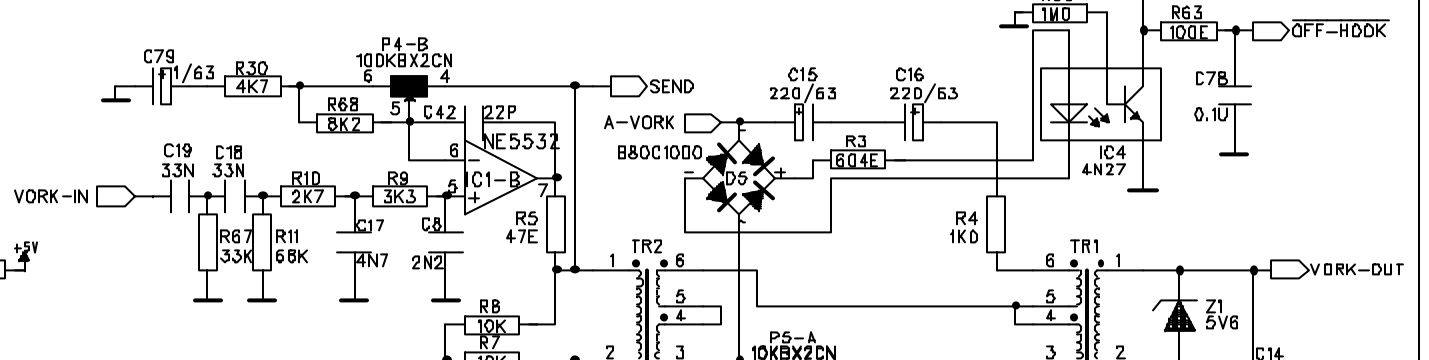 1M0
R63
100E
OFF-HOOK
P4-B
100KBX2CN
C79
1/63
R30
4K7
6
4
SEND
C15
220/63
C16
220/63
C7B
0.1U
R68
8K2
5
C42
22P
A-VORK
NE5532
B80C1000
R3
604E
IC4
4N27
C19
33N
C18
33N
6
IC1-B
D5
VORK-IN
R10
2K7
R9
3K3
5
7
R5
47E
R4
1K0
R67
33K
R11
68K
C17
4N7
C8
2N2
+5V
TR2
1
6
TR1
6
1
VORK-OUT
5
4
5
4
R8
10K
Z1
5V6
R7
P5-A
10KBX2CN
2
3
3
2
C14